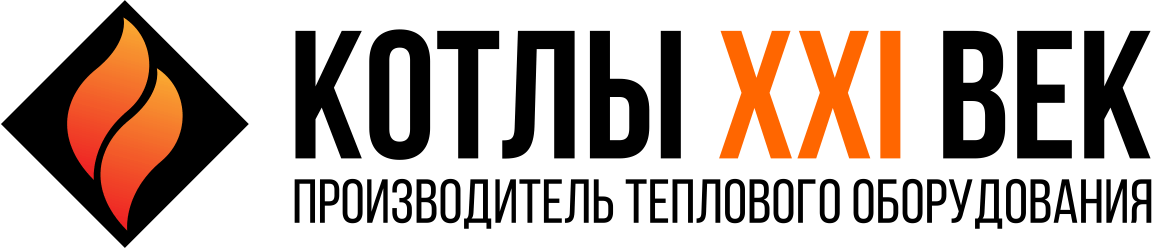 КОТЛЫ XXI ВЕК
ПРОИЗВОДИТЕЛЬ ТЕПЛОВОГО ОБОРУДОВАНИЯ